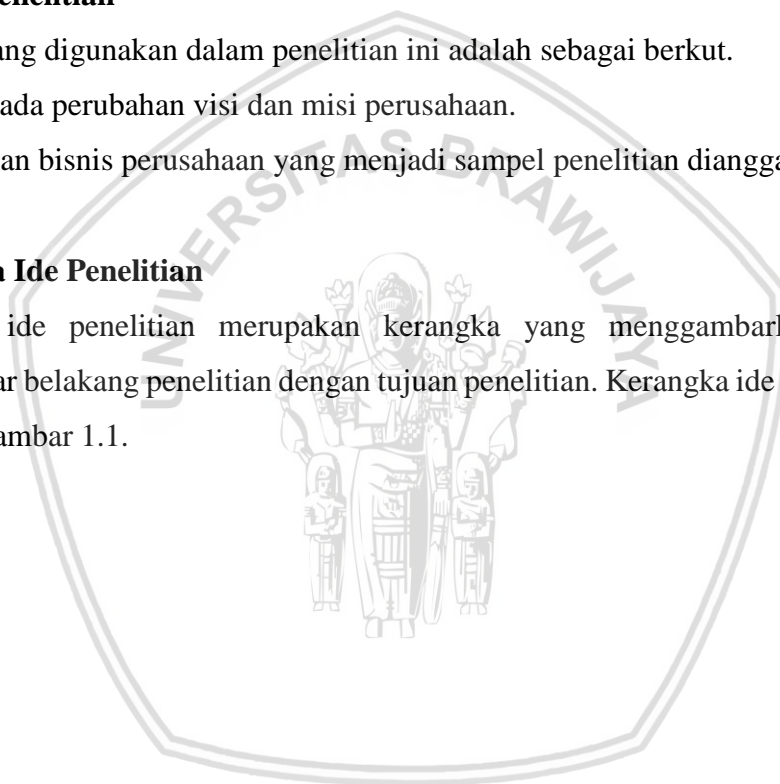 enelitian
ang digunakan dalam penelitian ini adalah sebagai berkut.
ada perubahan visi dan misi perusahaan.
an bisnis perusahaan yang menjadi sampel penelitian diangga
a Ide Penelitian
ide penelitian merupakan kerangka yang menggambark
ar belakang penelitian dengan tujuan penelitian. Kerangka ide
ambar 1.1.
UNIVERSITAS BRAWIJAYA